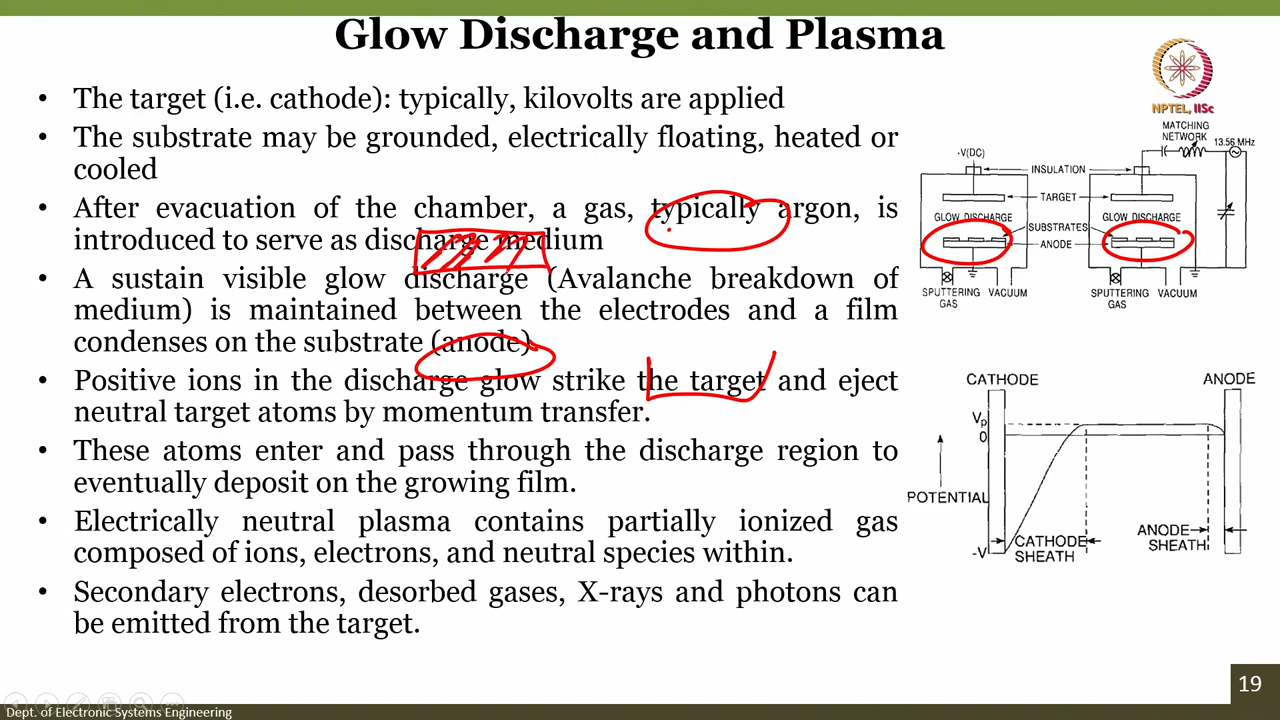 Glow Discharge and Plasma
• The target (i.e. cathode): typically, kilovolts are applied
• The substrate may be grounded, electrically floating, heated or
cooled
• After evacuation of the chamber, a gas, typically argon, is
introduced to serve as discharge medium
• A sustain visible glow discharge (Avalanche breakdown of
medium) is maintained between the electrodes and a film
condenses on the substrate (anode).
• Positive ions in the discharge glow strike the target and eject
neutral target atoms by momentum transfer.
• These atoms enter and pass through the discharge region to
eventually deposit on the growing film.
• Electrically neutral plasma contains partially ionized gas
composed of ions, electrons, and neutral species within.
• Secondary electrons, desorbed gases, X-rays and photons can
be emitted from the target.
NPTEL, IISc
MATCHING
NETWORK
13.56 MHz
-V(DC)
INSULATION
TARGET
GLOW DISCHARGE
GLOW DISCHARGE
SUBSTRATES
ANODE
SPUTTERING
GAS
VACUUM
SPUTTERING
GAS
VACUUM
CATHODE
ANODE
Vp
0
POTENTIAL
-V
CATHODE
SHEATH
ANODE
SHEATH
19
Dept. of Electronic Systems Engineering